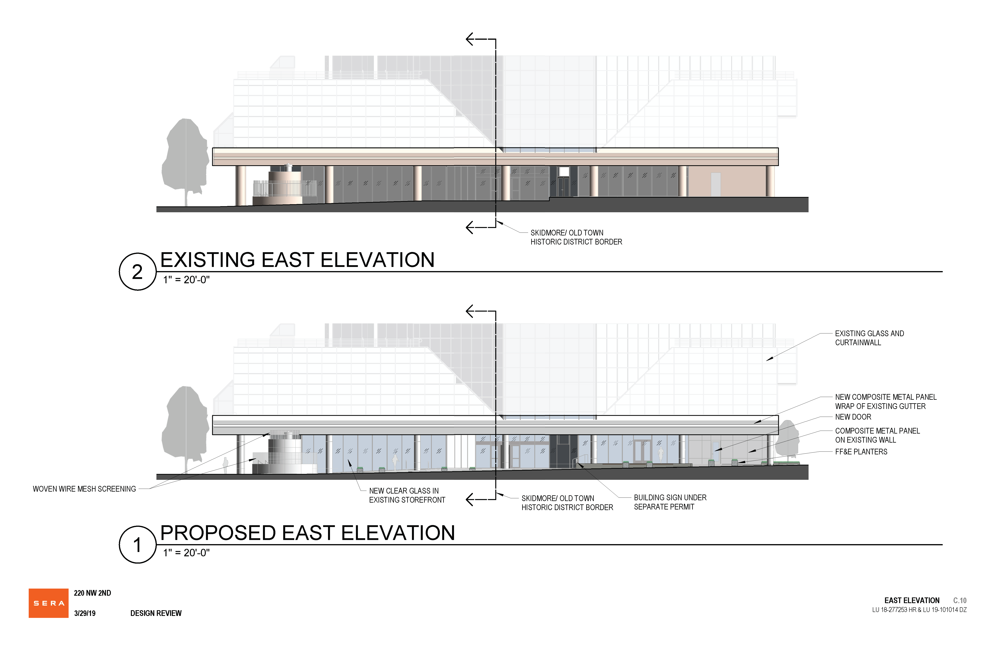 SKIDMORE/ OLD TOWN
HISTORIC DISTRICT BORDER
2
EXISTING EAST ELEVATION
1" = 20'-0"
EXISTING GLASS AND
CURTAINWALL
NEW COMPOSITE METAL PANEL
WRAP OF EXISTING GUTTER
NEW DOOR
COMPOSITE METAL PANEL
ON EXISTING WALL
FF&E PLANTERS
WOVEN WIRE MESH SCREENING
NEW CLEAR GLASS IN
EXISTING STOREFRONT
SKIDMORE/ OLD TOWN
HISTORIC DISTRICT BORDER
BUILDING SIGN UNDER
SEPARATE PERMIT
1
PROPOSED EAST ELEVATION
1" = 20'-0"
SERA
220 NW 2ND
3/29/19 DESIGN REVIEW
EAST ELEVATION C.10
LU 18-277253 HR & LU 19-101014 DZ